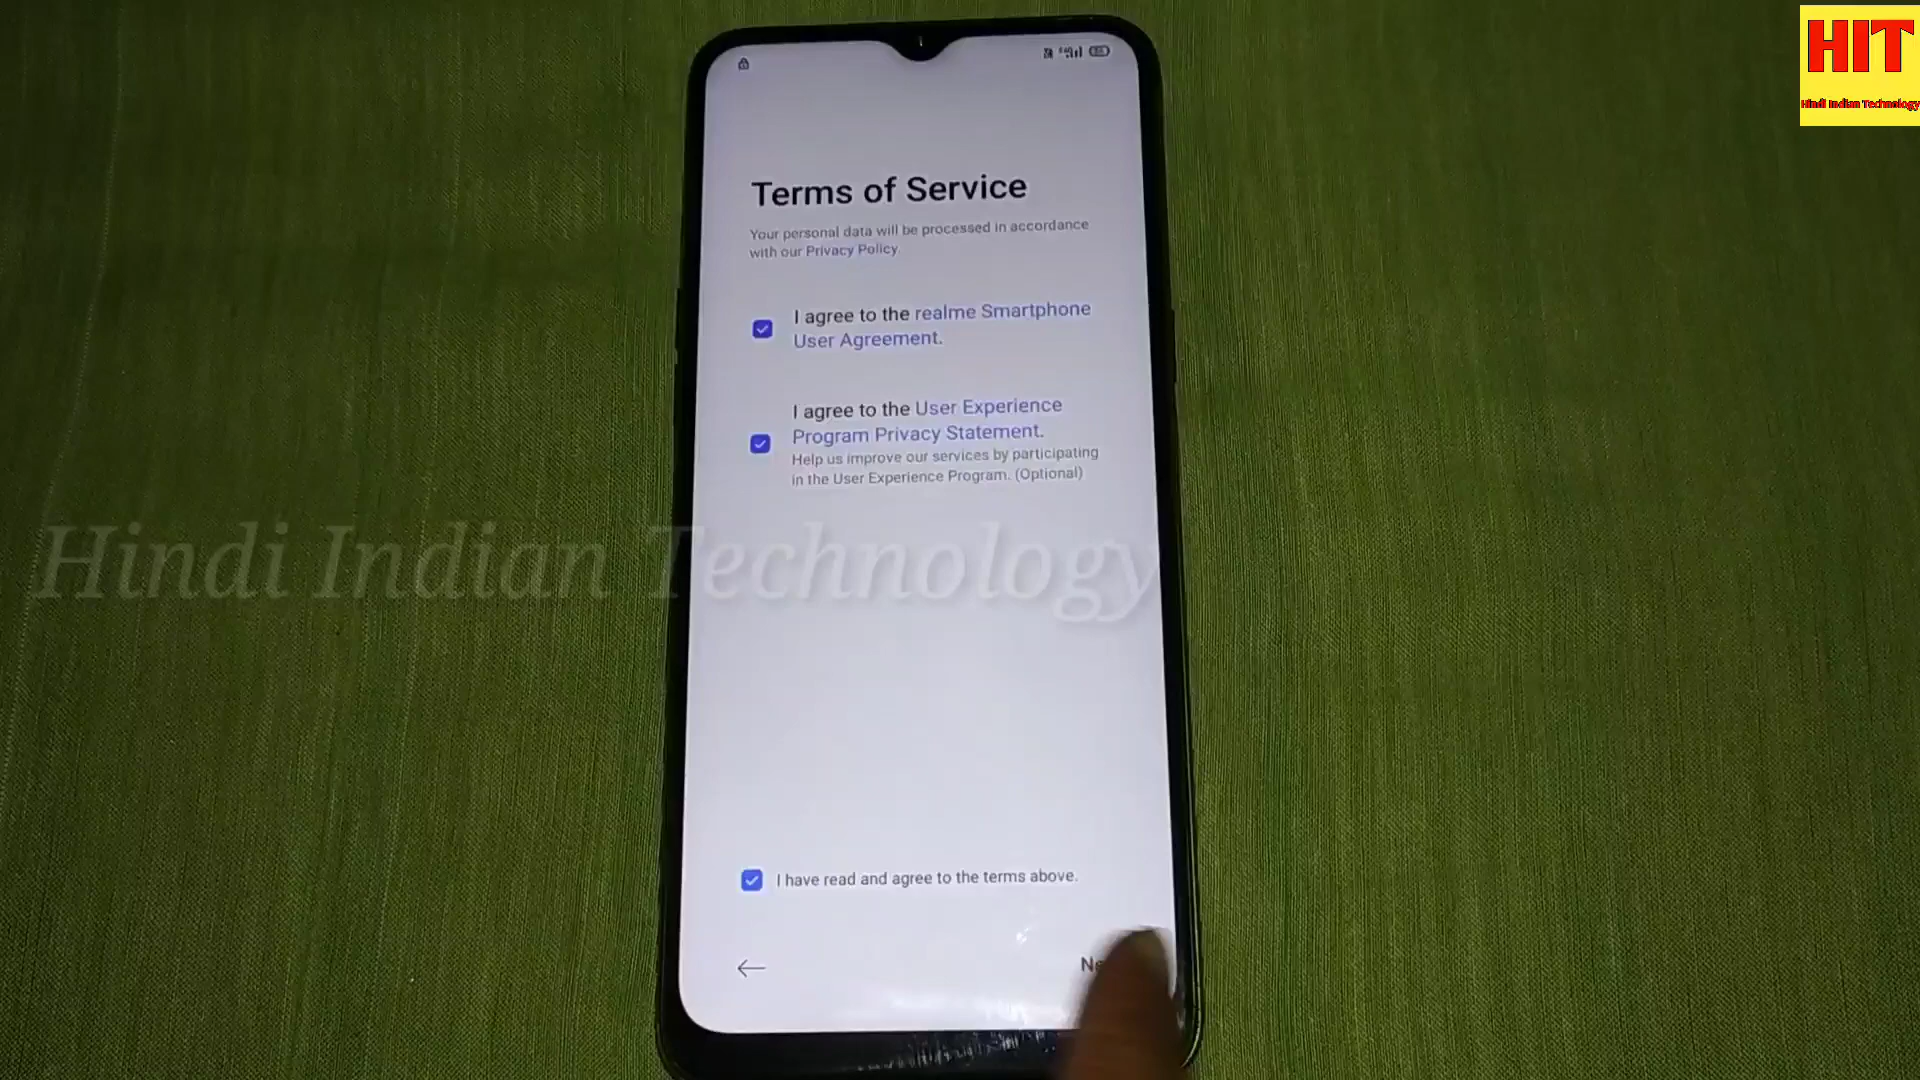 HIT
Hindi Indian Technology
Terms of Service
Your personal data will be processed in accordance
with our Privacy Policy.
I agree to the realme Smartphone
User Agreement.
I agree to the User Experience
Program Privacy Statement.
Help us improve our services by participating
in the User Experience Program. (Optional)
Hindi Indian Technology
I have read and agree to the terms above.